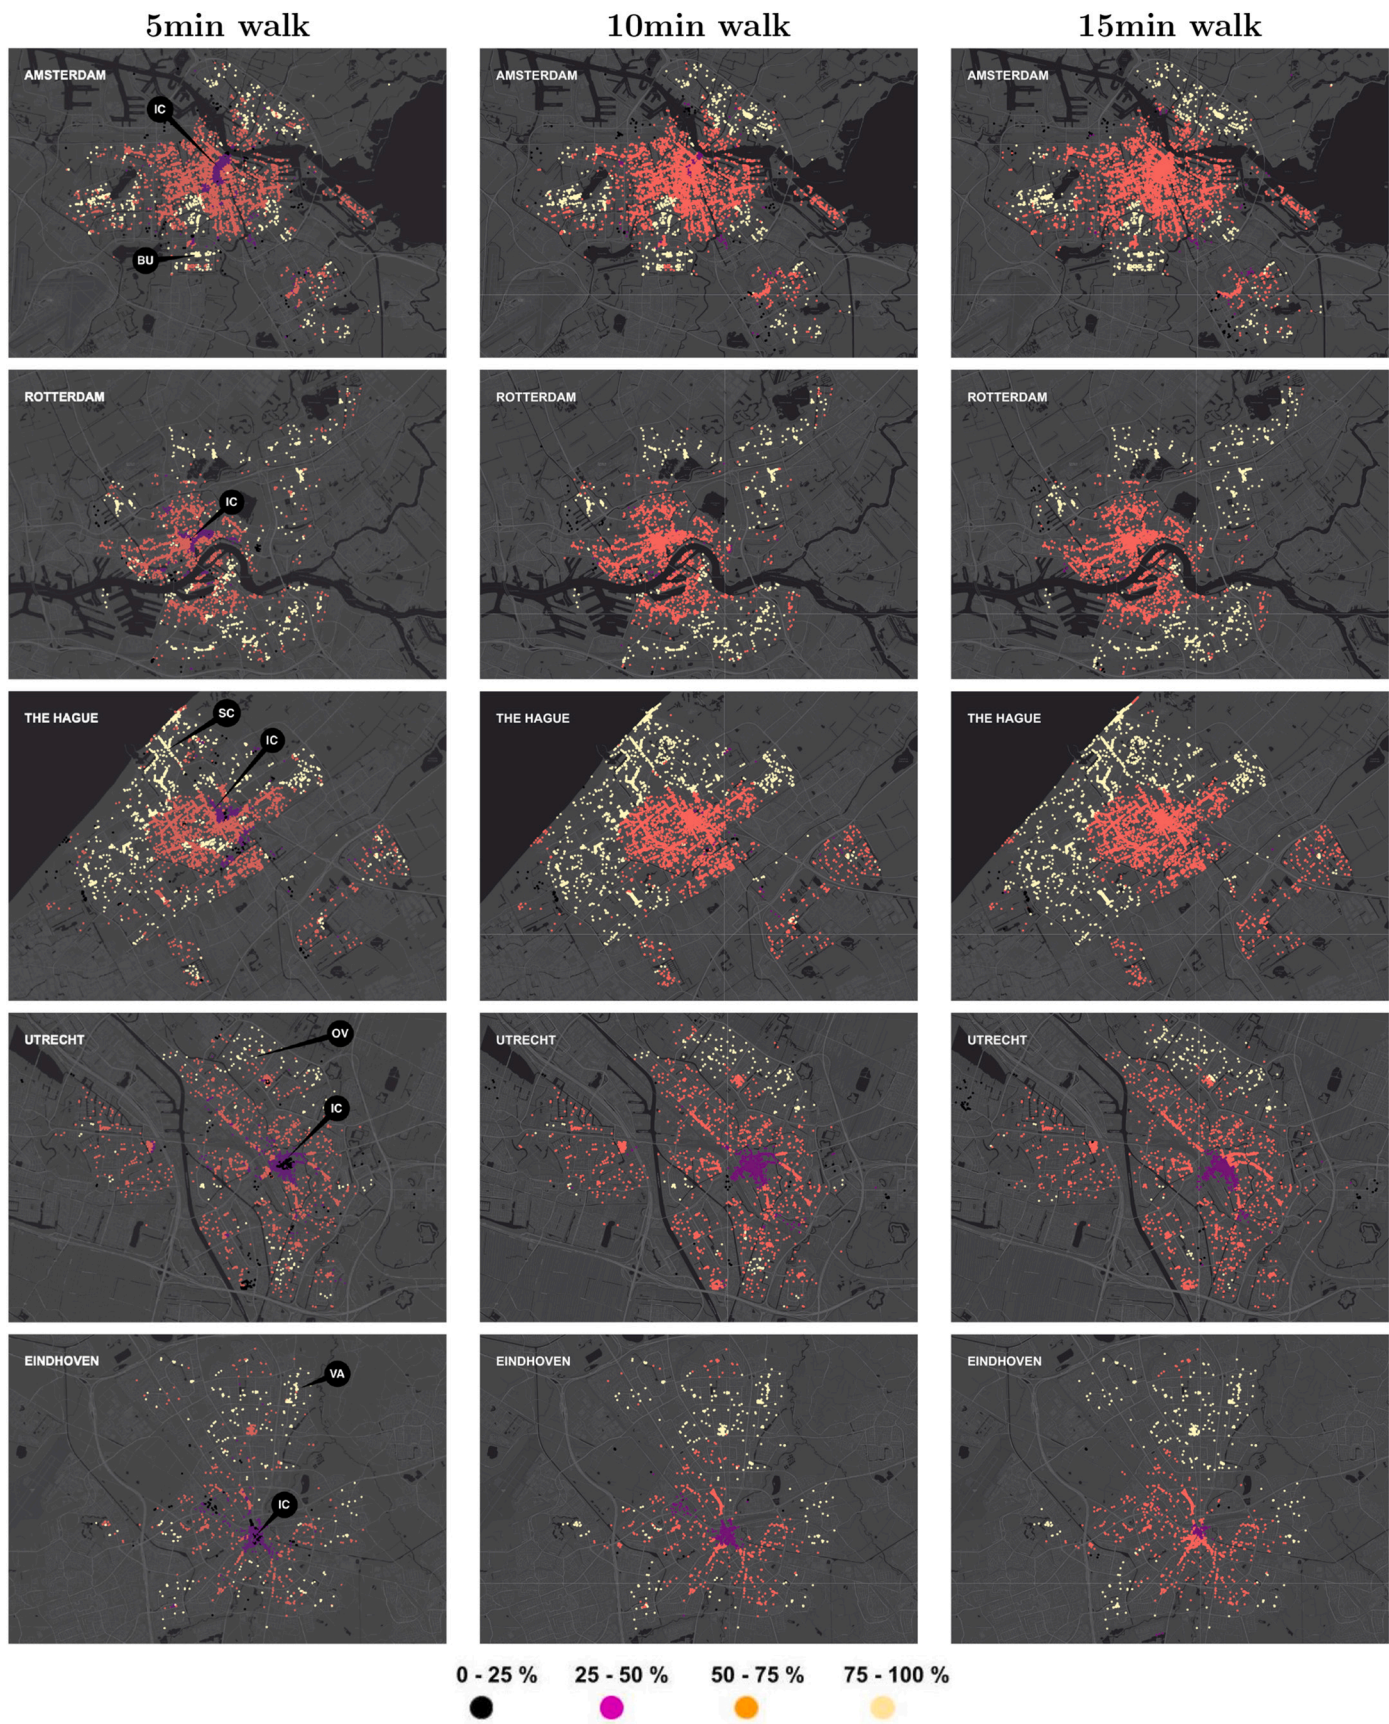 5min walk 10min walk 15min walk
AMSTERDAM AMSTERDAM AMSTERDAM
IC
BU
ROTTERDAM ROTTERDAM ROTTERDAM
IC
THE HAGUE THE HAGUE THE HAGUE
SC
IC
UTRECHT UTRECHT UTRECHT
OV
IC
EINDHOVEN EINDHOVEN EINDHOVEN
VA
IC
0 - 25 % 25 - 50 % 50 - 75 % 75 - 100 %